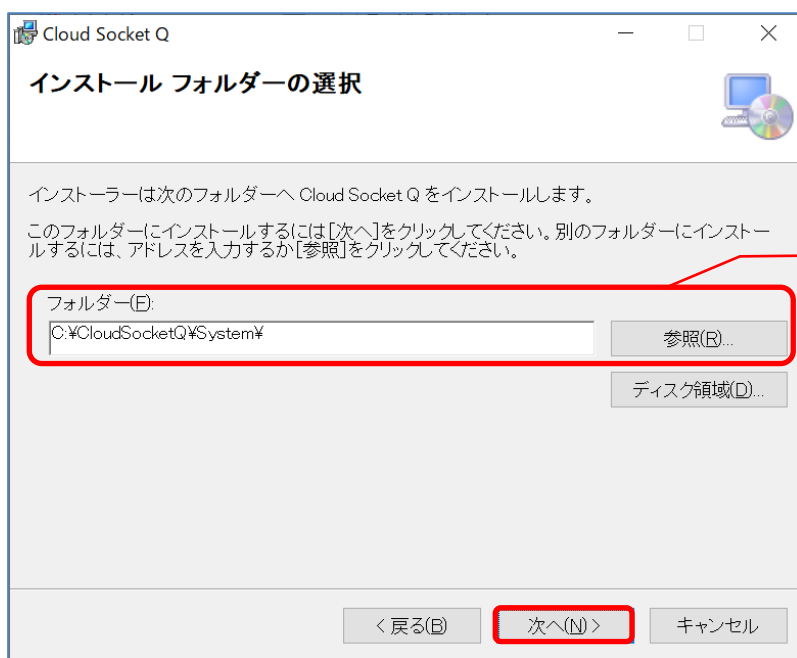 Cloud Socket Q
インストール フォルダーの選択
インストーラーは次のフォルダーへ Cloud Socket Q をインストールします。
このフォルダーにインストールするには[次へ]をクリックしてください。別のフォルダーにインストー
ルするには、アドレスを入力するか[参照]をクリックしてください。
フォルダー(F):
C:¥CloudSocketQ¥System¥
参照(R)...
ディスク領域(D)...
< 戻る(B)
次へ(N) >
キャンセル